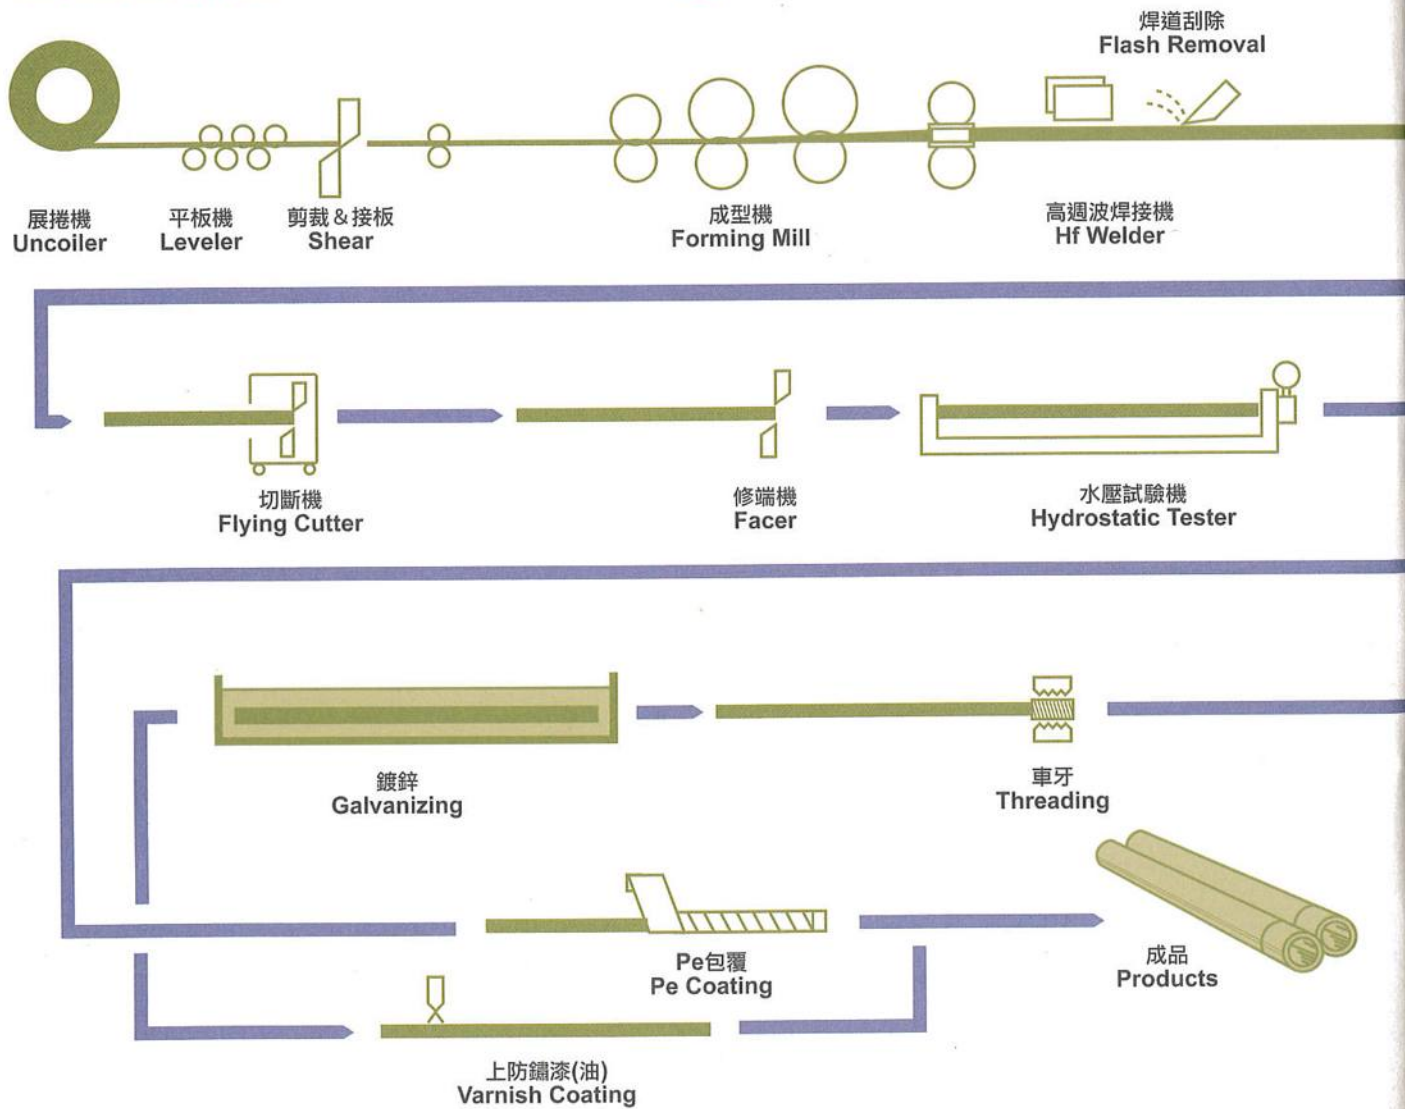 焊道刮除
Flash Removal
展捲機
Uncoiler
平板機
Leveler
剪裁＆接板
Shear
成型機
Forming Mill
高週波焊接機
Hf Welder
切斷機
Flying Cutter
修端機
Facer
水壓試驗機
Hydrostatic Tester
鍍鋅
Galvanizing
車牙
Threading
Pe包覆
Pe Coating
成品
Products
上防鏽漆(油)
Varnish Coating